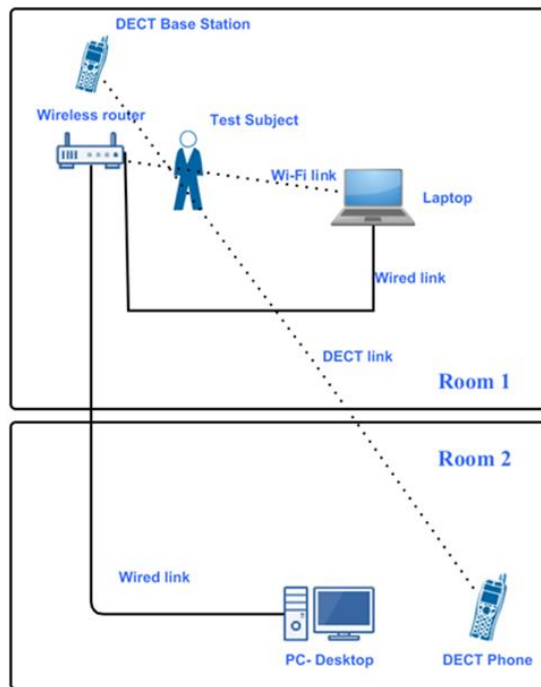 DECT Base Station
Wireless router
Test Subject
Wi-Fi link
Laptop
Wired link
DECT link
Room 1
Room 2
Wired link
PC- Desktop
DECT Phone